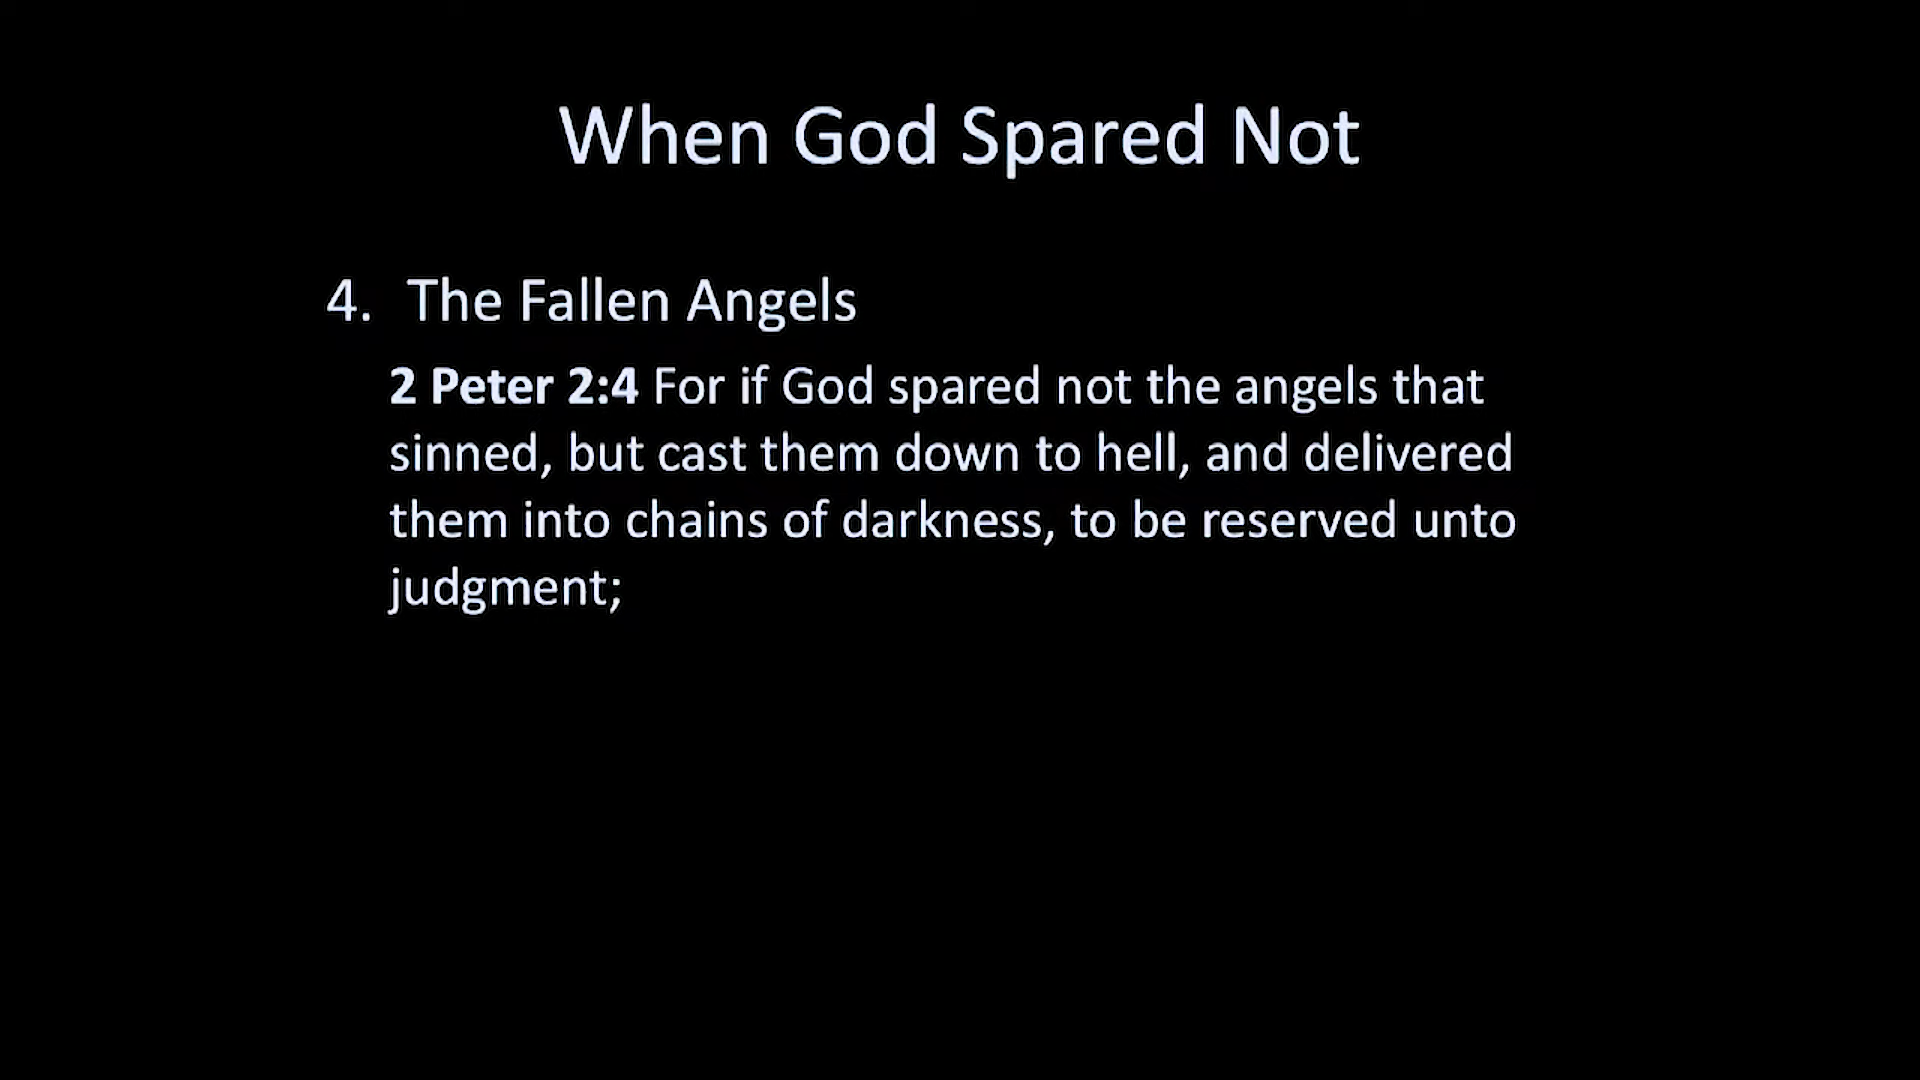 When God Spared Not
4. The Fallen Angels
2 Peter 2:4 For if God spared not the angels that
sinned, but cast them down to hell, and delivered
them into chains of darkness, to be reserved unto
judgment;